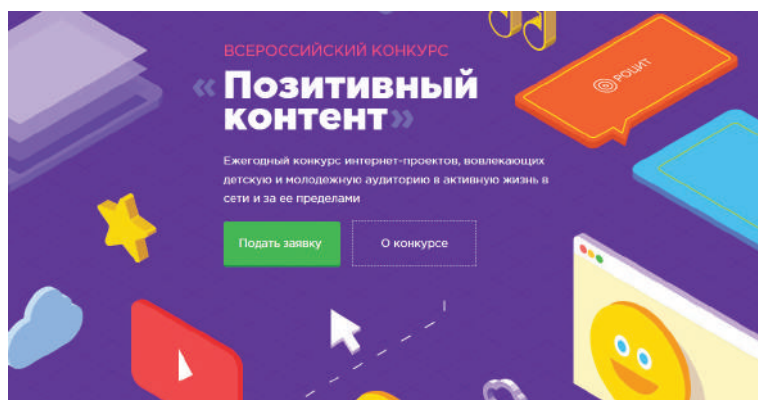 ВСЕРОССИЙСКИЙ КОНКУРС
«Позитивный
контент»
РОЦИТ
Ежегодный конкурс интернет-проектов, вовлекающих
детскую и молодежную аудиторию в активную жизнь в
сети и за ее пределами
Подать заявку
О конкурсе